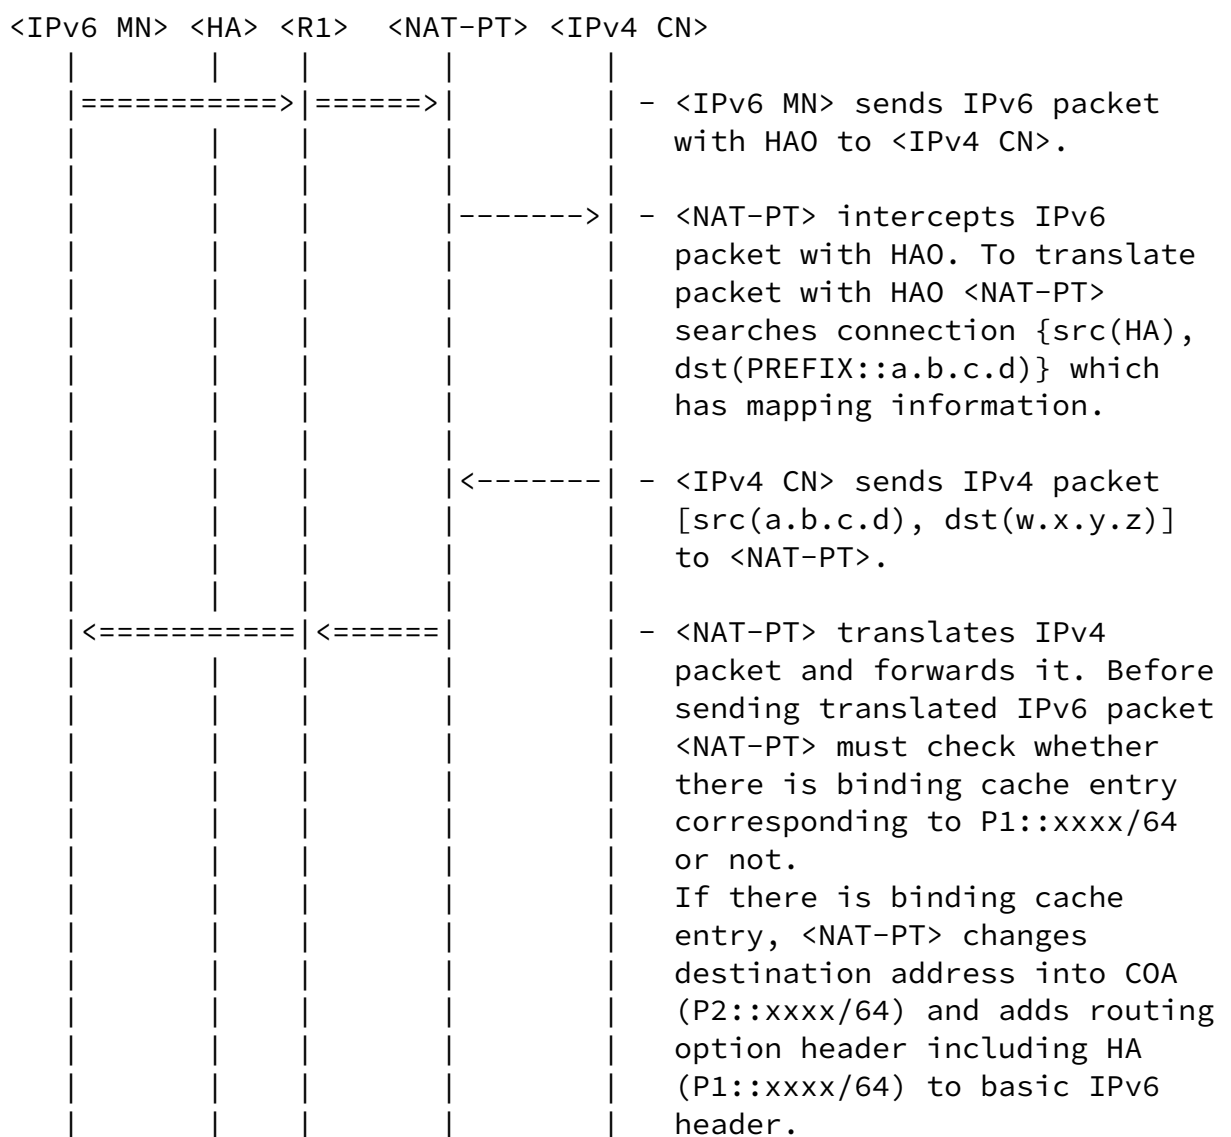 <IPv6 MN> <HA> <R1> <NAT-PT> <IPv4 CN>
| | | | |
|===========>|======>| | - <IPv6 MN> sends IPv6 packet
| | | | | with HAO to <IPv4 CN>.
| | | | |
| | | |------->| - <NAT-PT> intercepts IPv6
| | | | | packet with HAO. To translate
| | | | | packet with HAO <NAT-PT>
| | | | | searches connection {src(HA),
| | | | | dst(PREFIX::a.b.c.d)} which
| | | | | has mapping information.
| | | | |
| | | |<-------| - <IPv4 CN> sends IPv4 packet
| | | | | [src(a.b.c.d), dst(w.x.y.z)]
| | | | | to <NAT-PT>.
| | | | |
|<===========|<======| | - <NAT-PT> translates IPv4
| | | | | packet and forwards it. Before
| | | | | sending translated IPv6 packet
| | | | | <NAT-PT> must check whether
| | | | | there is binding cache entry
| | | | | corresponding to P1::xxxx/64
| | | | | or not.
| | | | | If there is binding cache
| | | | | entry, <NAT-PT> changes
| | | | | destination address into COA
| | | | | (P2::xxxx/64) and adds routing
| | | | | option header including HA
| | | | | (P1::xxxx/64) to basic IPv6
| | | | | header.